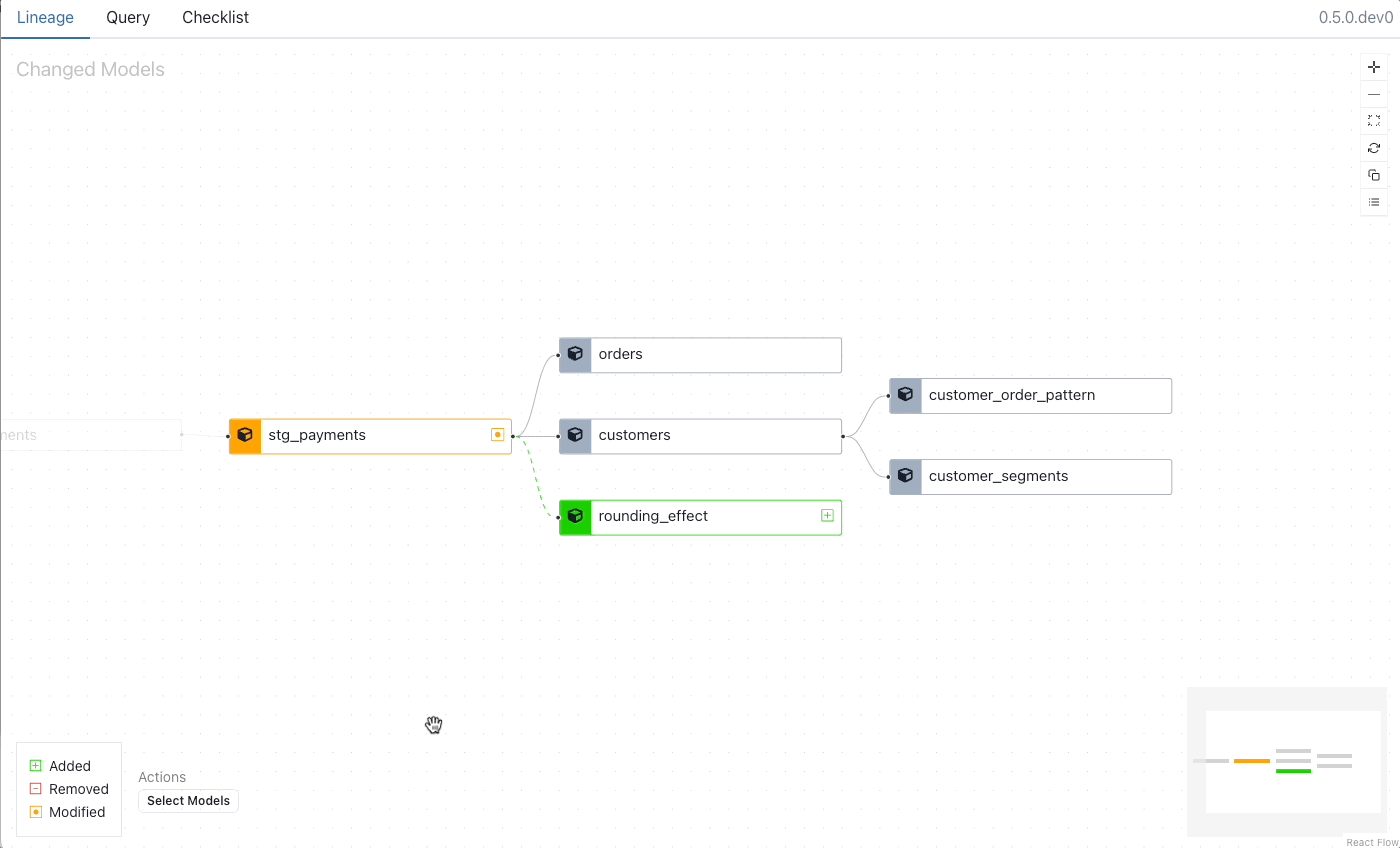 Lineage Query Checklist 0.5.0.dev0
Changed Models
orders
customer_order_pattern
ments stg_payments customers
customer_segments
rounding_effect
Added
Removed
Modified
Actions
Select Models
React Flow